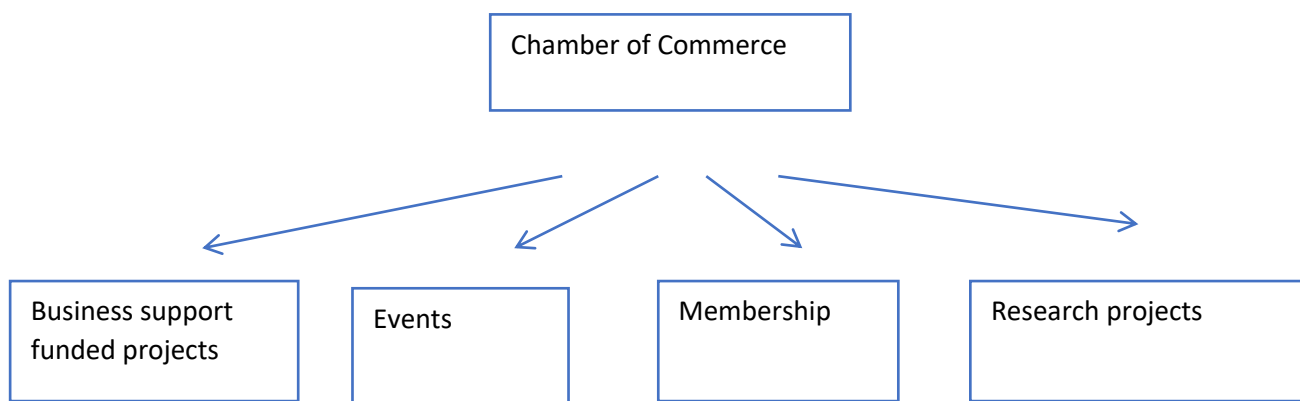 Chamber of Commerce
Business support
funded projects
Events
Membership
Research projects